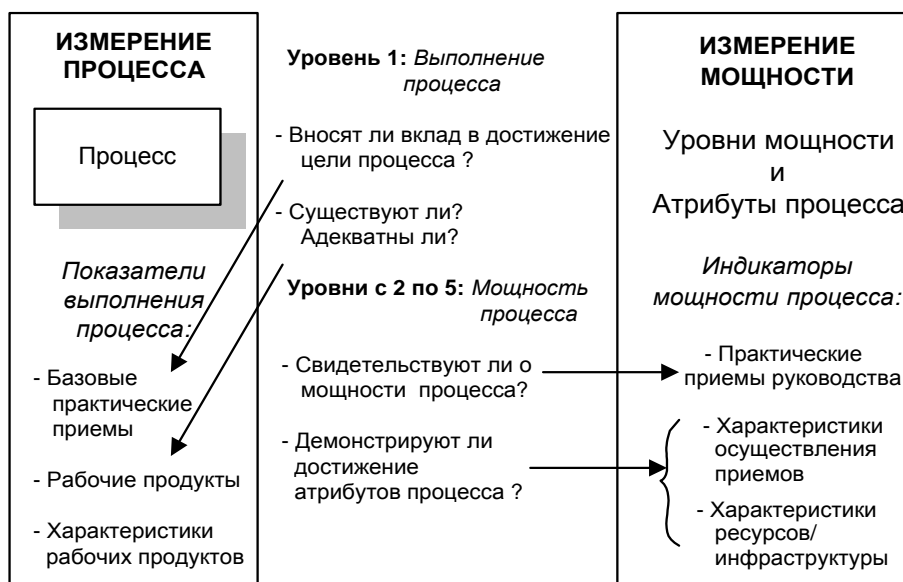 ИЗМЕРЕНИЕ
ПРОЦЕССА
Процесс
Показатели
выполнения
процесса:
- Базовые
практические
приемы
- Рабочие продукты
- Характеристики
рабочих продуктов
Уровень 1: Выполнение
процесса
- Вносят ли вклад в достижение
цели процесса ?
- Существуют ли?
Адекватны ли?
Уровни с 2 по 5: Мощность
процесса
- Свидетельствуют ли о
мощности процесса?
- Демонстрируют ли
достижение
атрибутов процесса ?
ИЗМЕРЕНИЕ
МОЩНОСТИ
Уровни мощности
и
Атрибуты процесса
Индикаторы
мощности процесса:
- Практические
приемы руководства
- Характеристики
осуществления
приемов
- Характеристики
ресурсов/
инфраструктуры